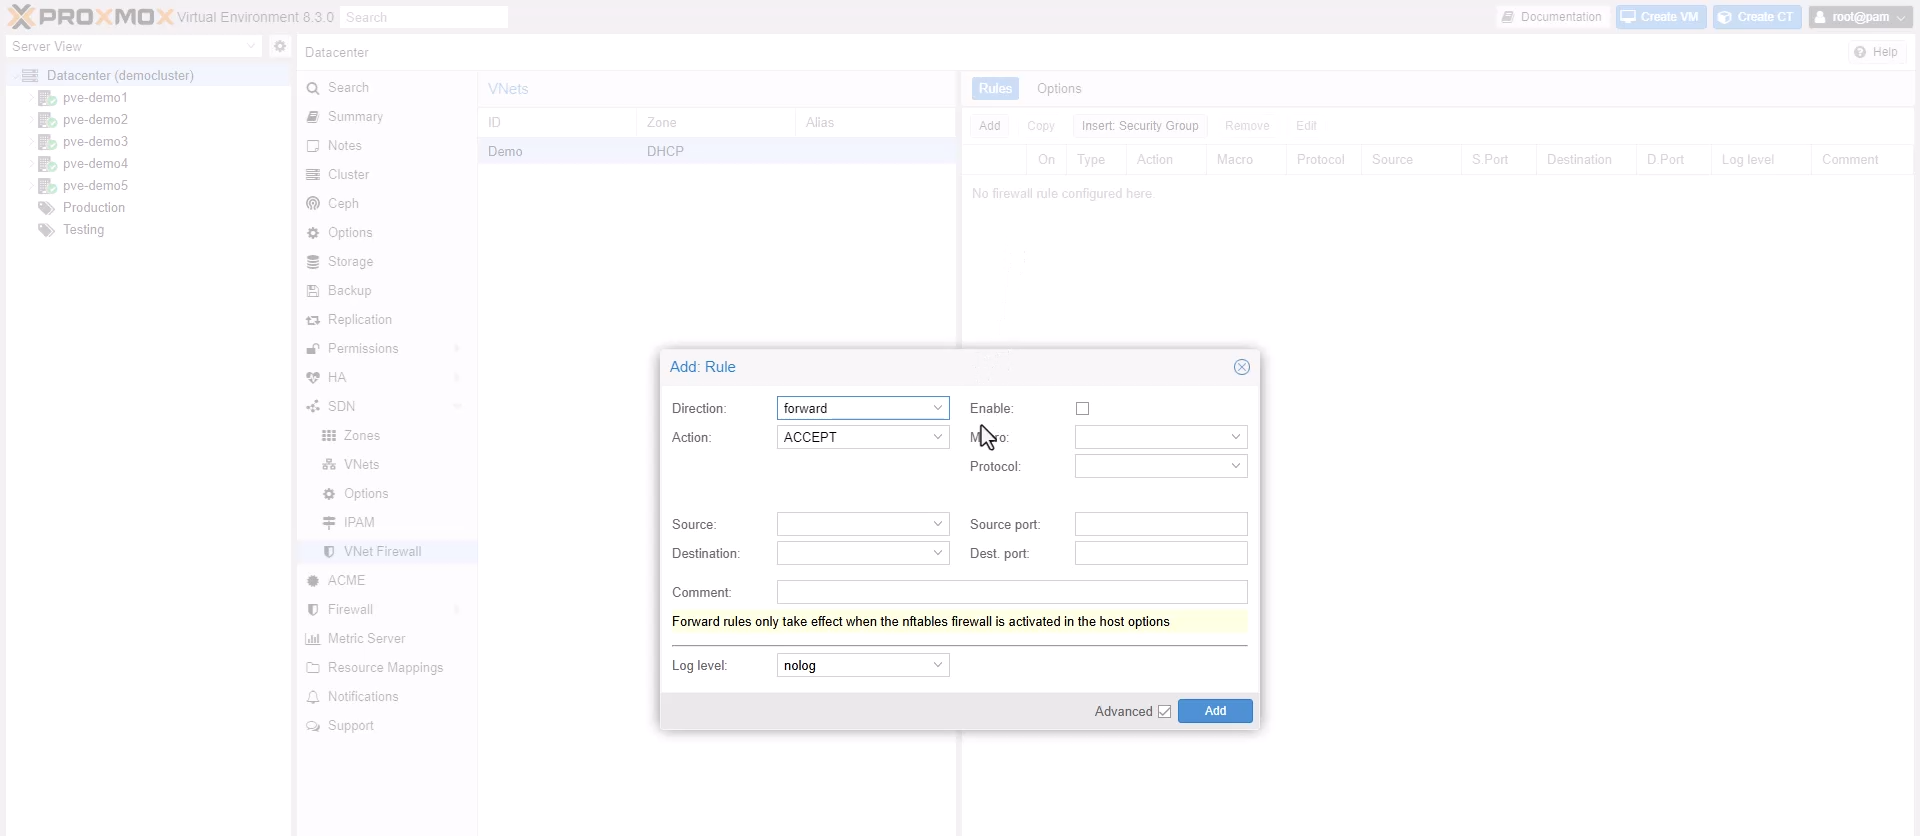 PROXMOX Virtual Environment 8.3.0 Search Documentation Create VM Create CT root@pam
Server View
Datacenter
Help
Datacenter (democluster)
pve-demo1
pve-demo2
pve-demo3
pve-demo4
pve-demo5
Production
Testing
Search
Summary
Notes
Cluster
Ceph
Options
Storage
Backup
Replication
Permissions
HA
SDN
Zones
VNets
Options
IPAM
VNet Firewall
ACME
Firewall
Metric Server
Resource Mappings
Notifications
Support
VNets
ID Zone Alias
Demo DHCP
Rules Options
Add Copy Insert: Security Group Remove Edit
On Type Action Macro Protocol Source S.Port Destination D.Port Log level Comment
No firewall rule configured here.
Add: Rule
Direction: forward Enable:
Action: ACCEPT
Protocol:
Source: Source port:
Destination: Dest. port:
Comment:
Forward rules only take effect when the nftables firewall is activated in the host options
Log level: nolog
Advanced Add